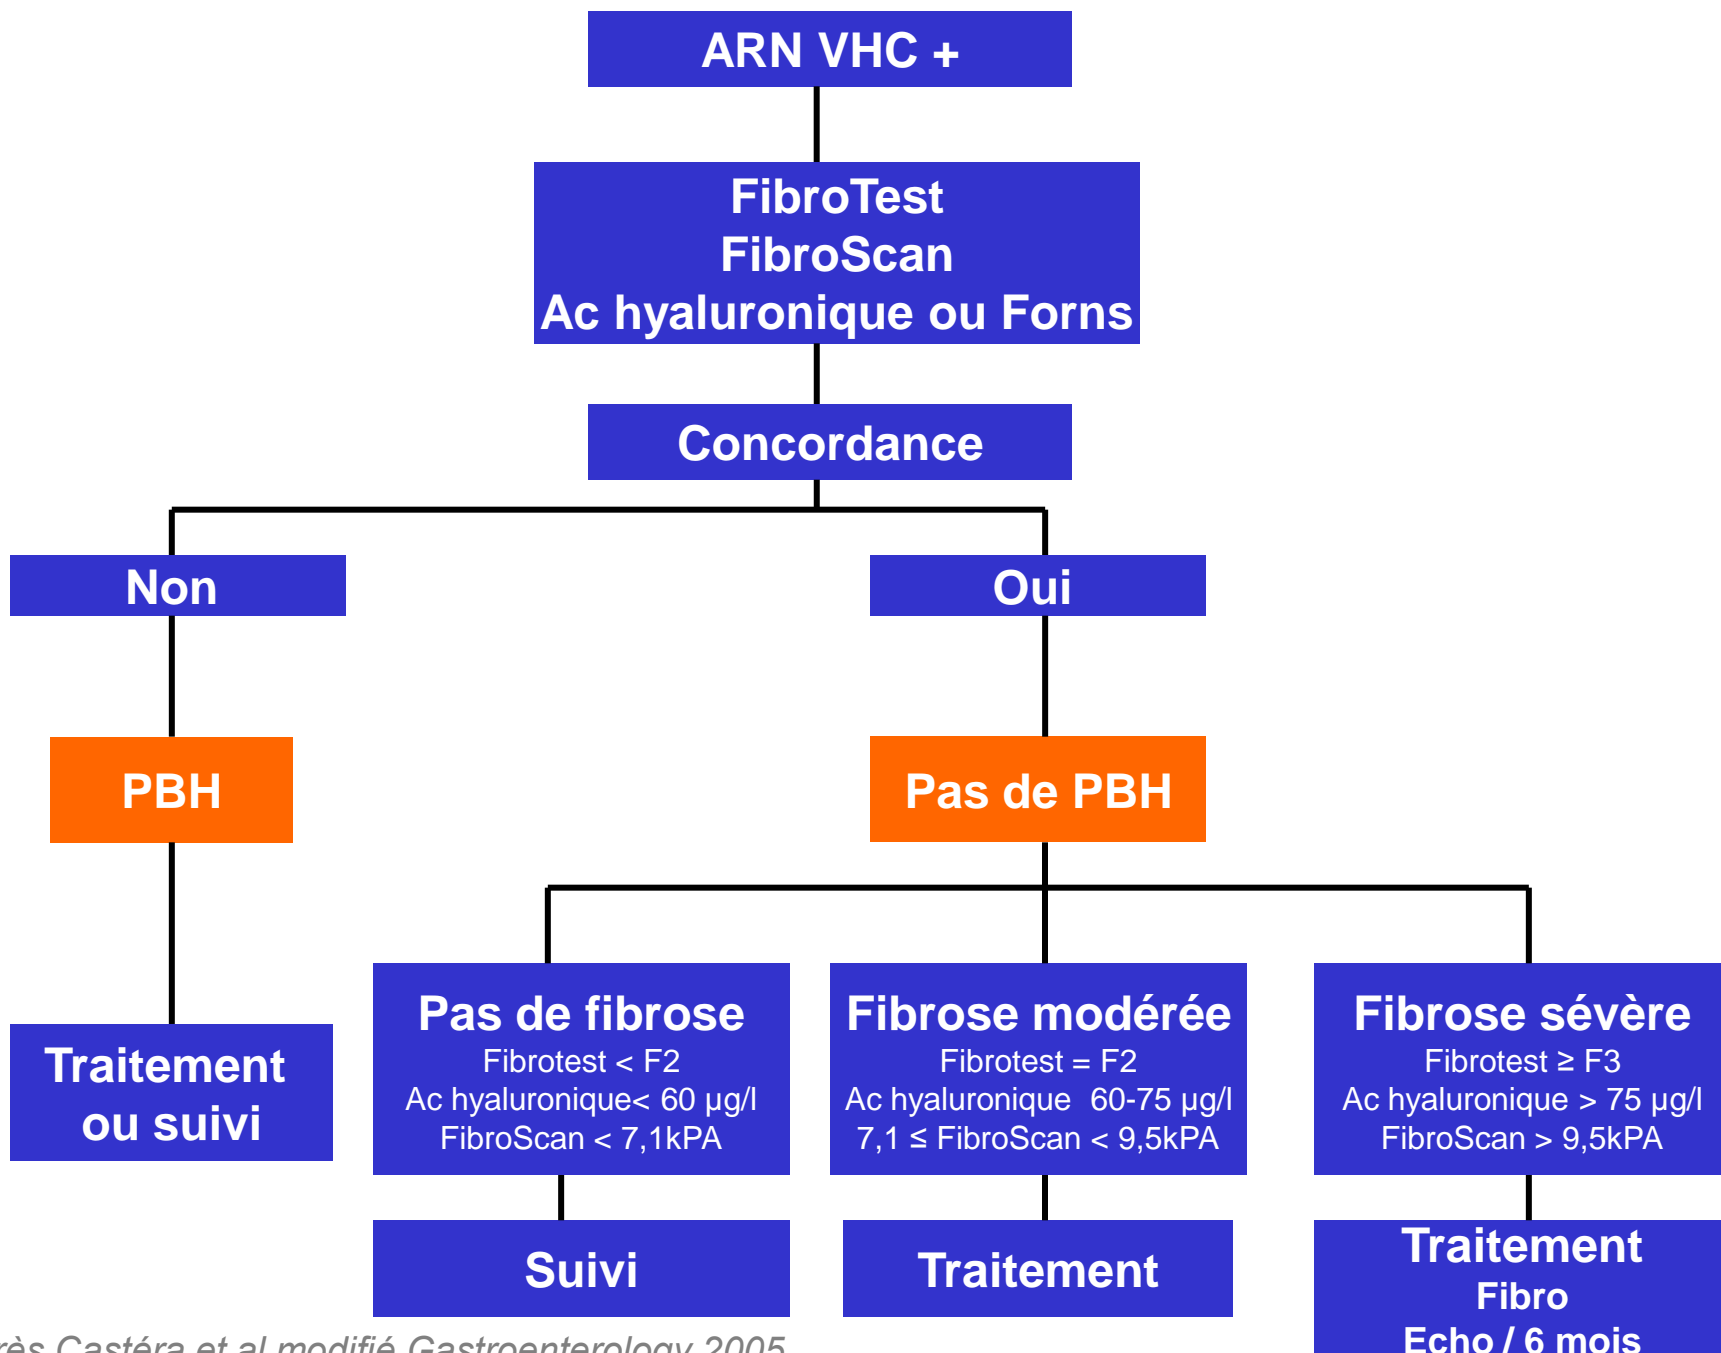 ARN VHC +
FibroTest
FibroScan
Ac hyaluronique ou Forns
Concordance
Non
Oui
PBH
Pas de PBH
Traitement
ou suivi
Pas de fibrose
Fibrotest < F2
Ac hyaluronique< 60 µg/l
FibroScan < 7,1kPA
Fibrose modérée
Fibrotest = F2
Ac hyaluronique  60-75 µg/l
7,1 ≤ FibroScan < 9,5kPA
Fibrose sévère
Fibrotest ≥ F3
Ac hyaluronique > 75 µg/l
FibroScan > 9,5kPA
Suivi
Traitement
Traitement
Fibro
Echo / 6 mois
Castéra et al modifié Gastroenterology 2005